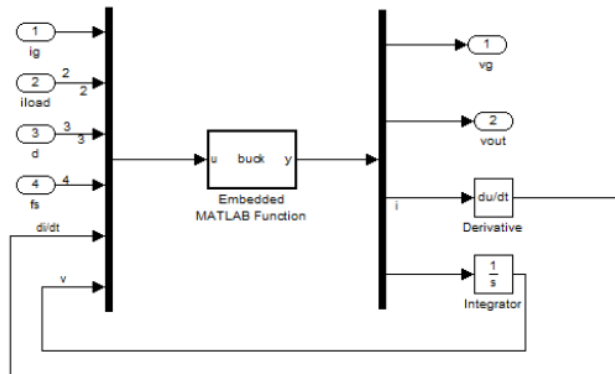 1
ig
2
iload
2
2
3
d
3
3
4
fs
4
di/dt
v
u buck y
Embedded
MATLAB Function
1
vg
2
vout
i
du/dt
Derivative
1
s
Integrator